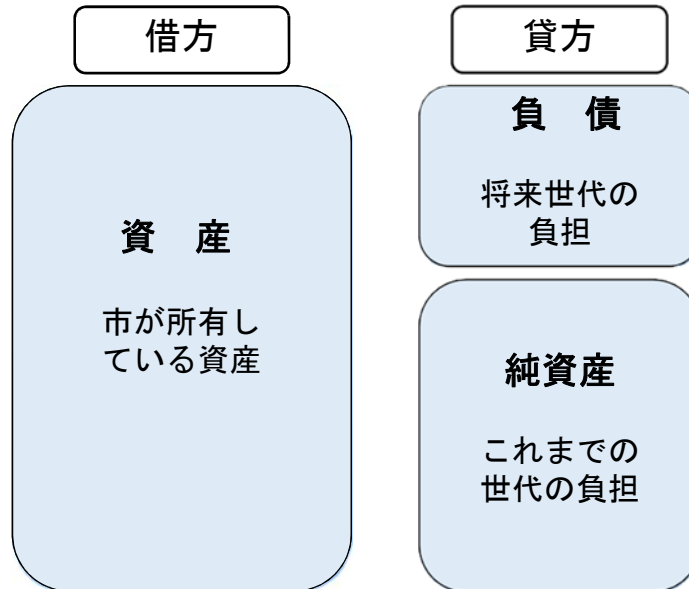 借方
貸方
資　産
市が所有し
ている資産
負　債
将来世代の
負担
純資産
これまでの
世代の負担